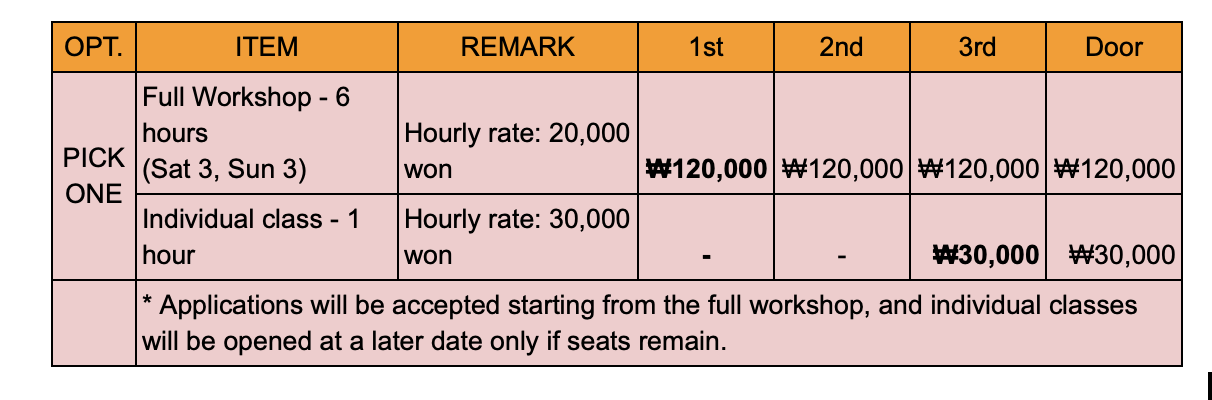 OPT. ITEM REMARK 1st 2nd 3rd Door
PICK ONE
Full Workshop - 6
hours
(Sat 3, Sun 3)
Hourly rate: 20,000
won
₩120,000 ₩120,000 ₩120,000 ₩120,000
Individual class - 1
hour
Hourly rate: 30,000
won
- - ₩30,000 ₩30,000
* Applications will be accepted starting from the full workshop, and individual classes
will be opened at a later date only if seats remain.